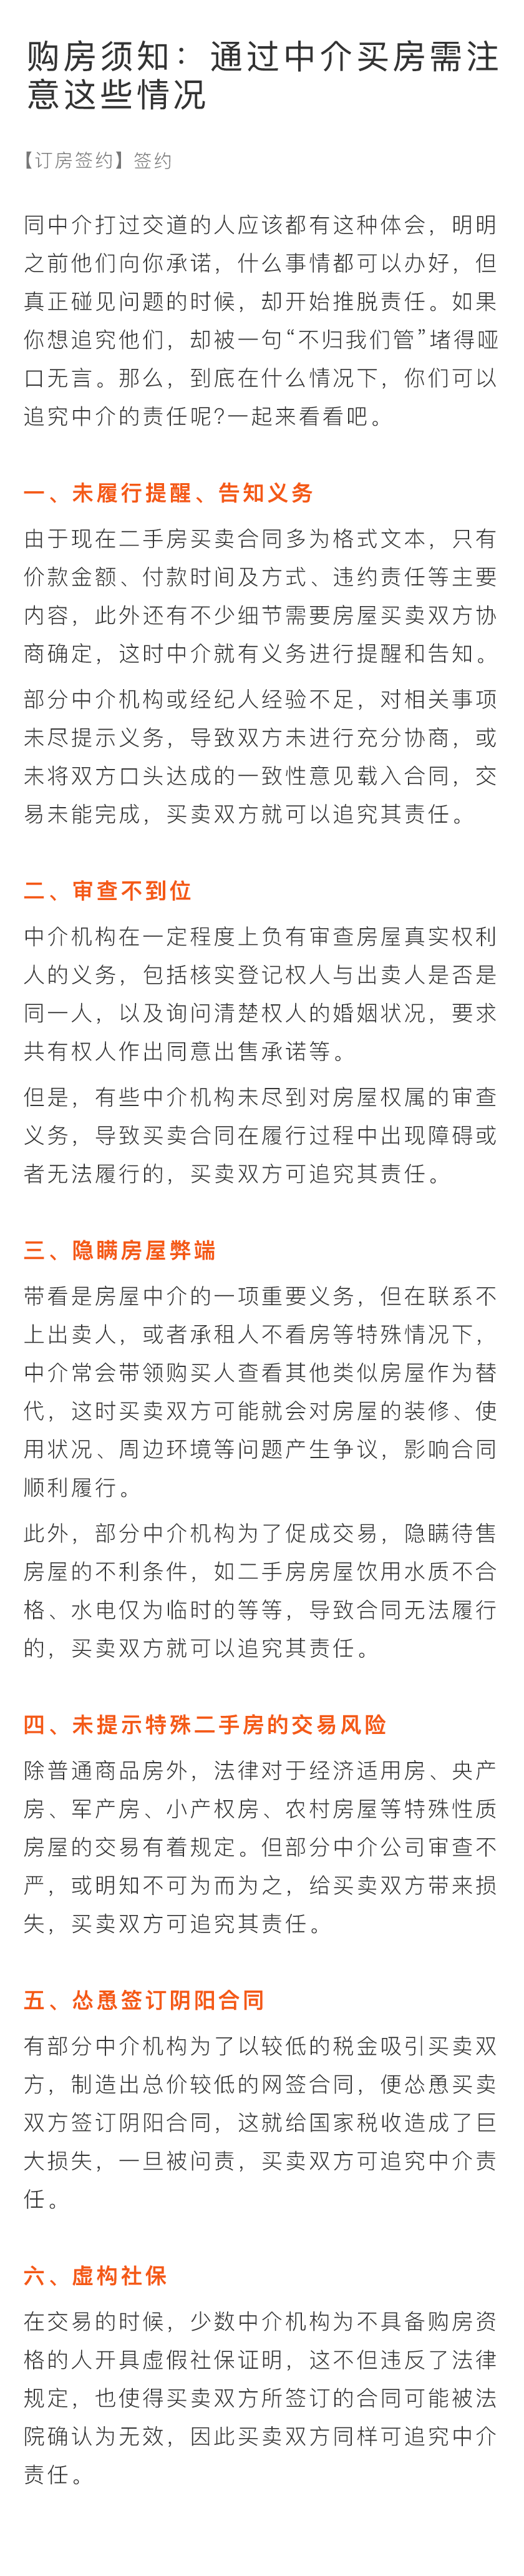 购房须知：通过中介买房需注
意这些情况
【订房签约】签约
同中介打过交道的人应该都有这种体会，明明
之前他们向你承诺，什么事情都可以办好，但
真正碰见问题的时候，却开始推脱责任。如果
你想追究他们，却被一句“不归我们管”堵得哑
口无言。那么，到底在什么情况下，你们可以
追究中介的责任呢?一起来看看吧。
一、未履行提醒、告知义务
由于现在二手房买卖合同多为格式文本，只有
价款金额、付款时间及方式、违约责任等主要
内容，此外还有不少细节需要房屋买卖双方协
商确定，这时中介就有义务进行提醒和告知。
部分中介机构或经纪人经验不足，对相关事项
未尽提示义务，导致双方未进行充分协商，或
未将双方口头达成的一致性意见载入合同，交
易未能完成，买卖双方就可以追究其责任。
二、审查不到位
中介机构在一定程度上负有审查房屋真实权利
人的义务，包括核实登记权人与出卖人是否是
同一人，以及询问清楚权人的婚姻状况，要求
共有权人作出同意出售承诺等。
但是，有些中介机构未尽到对房屋权属的审查
义务，导致买卖合同在履行过程中出现障碍或
者无法履行的，买卖双方可追究其责任。
三、隐瞒房屋弊端
带看是房屋中介的一项重要义务，但在联系不
上出卖人，或者承租人不看房等特殊情况下，
中介常会带领购买人查看其他类似房屋作为替
代，这时买卖双方可能就会对房屋的装修、使
用状况、周边环境等问题产生争议，影响合同
顺利履行。
此外，部分中介机构为了促成交易，隐瞒待售
房屋的不利条件，如二手房房屋饮用水质不合
格、水电仅为临时的等等，导致合同无法履行
的，买卖双方就可以追究其责任。
四、未提示特殊二手房的交易风险
除普通商品房外，法律对于经济适用房、央产
房、军产房、小产权房、农村房屋等特殊性质
房屋的交易有着规定。但部分中介公司审查不
严，或明知不可为而为之，给买卖双方带来损
失，买卖双方可追究其责任。
五、怂恿签订阴阳合同
有部分中介机构为了以较低的税金吸引买卖双
方，制造出总价较低的网签合同，便怂恿买卖
双方签订阴阳合同，这就给国家税收造成了巨
大损失，一旦被问责，买卖双方可追究中介责
任。
六、虚构社保
在交易的时候，少数中介机构为不具备购房资
格的人开具虚假社保证明，这不但违反了法律
规定，也使得买卖双方所签订的合同可能被法
院确认为无效，因此买卖双方同样可追究中介
责任。